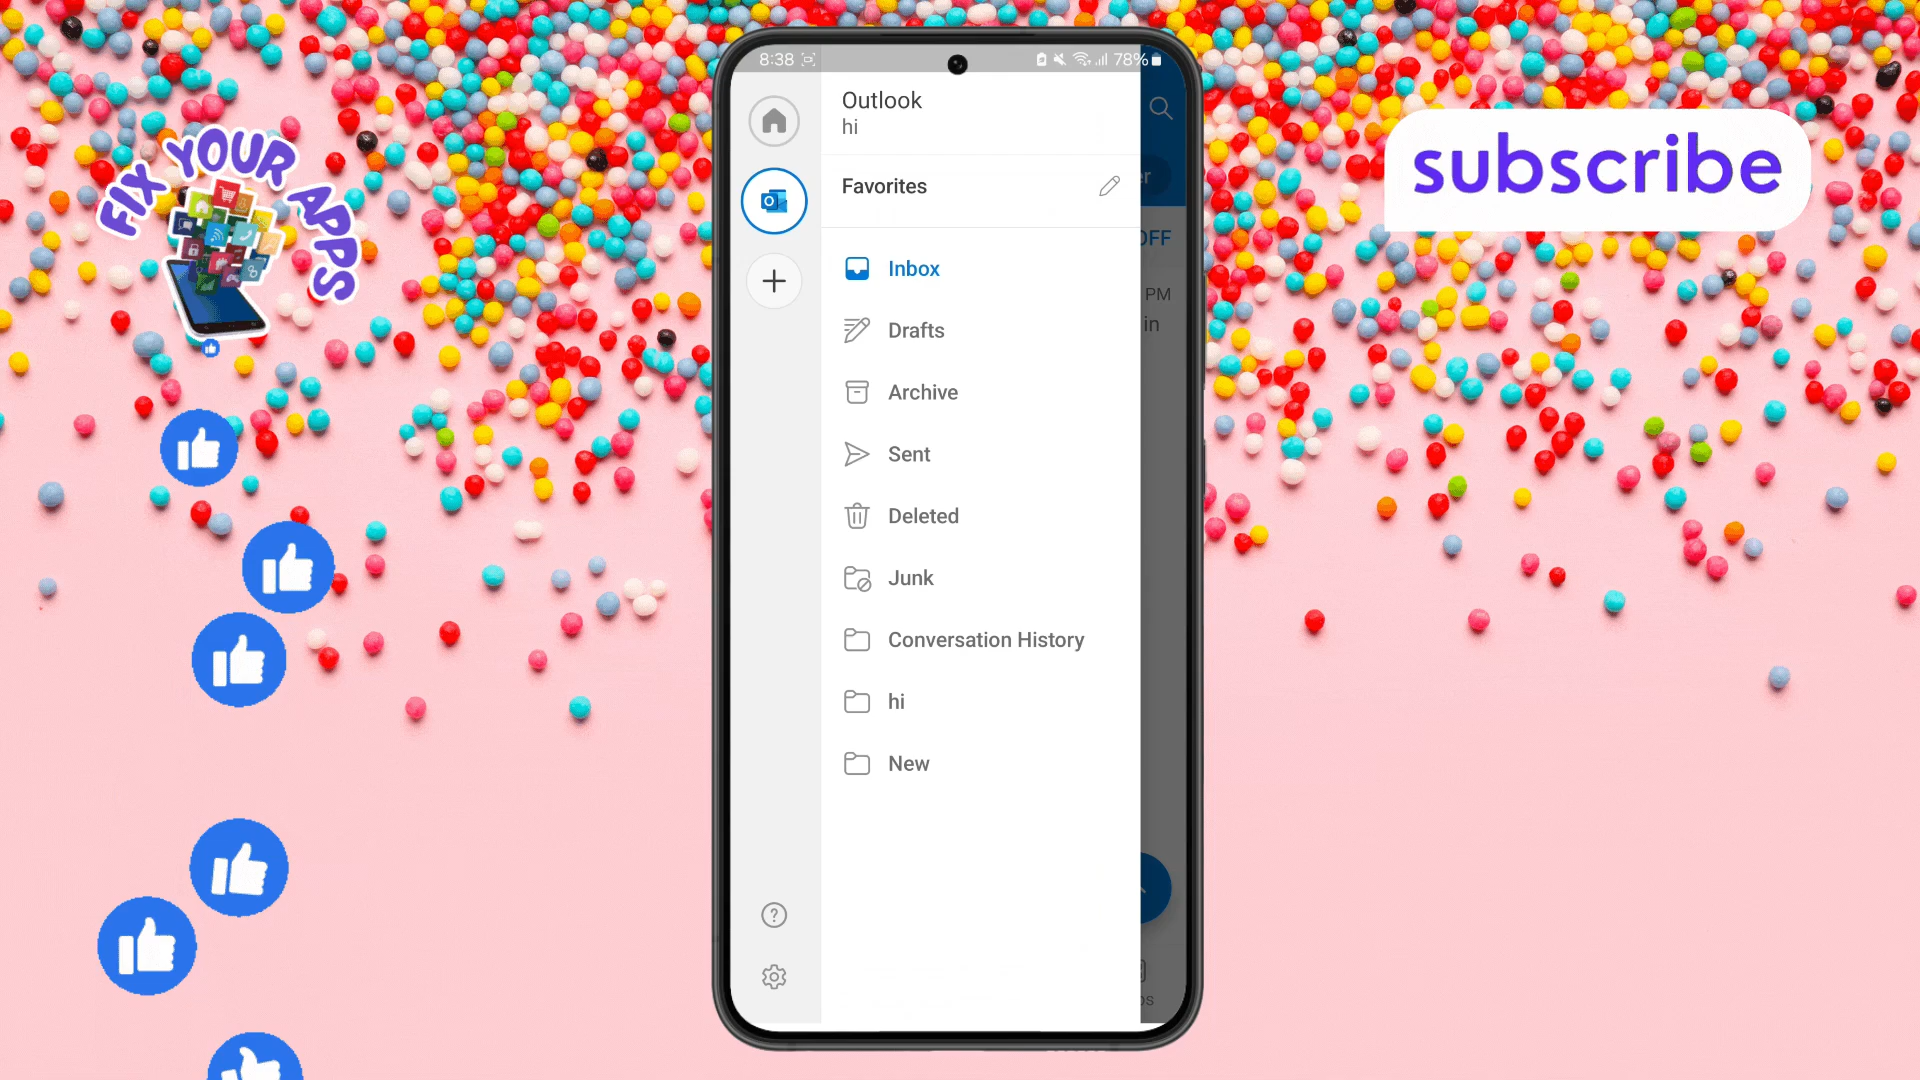 FIX YOUR APPS
subscribe
8:38
78%
Outlook
hi
Favorites
Inbox
Drafts
Archive
Sent
Deleted
Junk
Conversation History
hi
New
OFF
PM
in